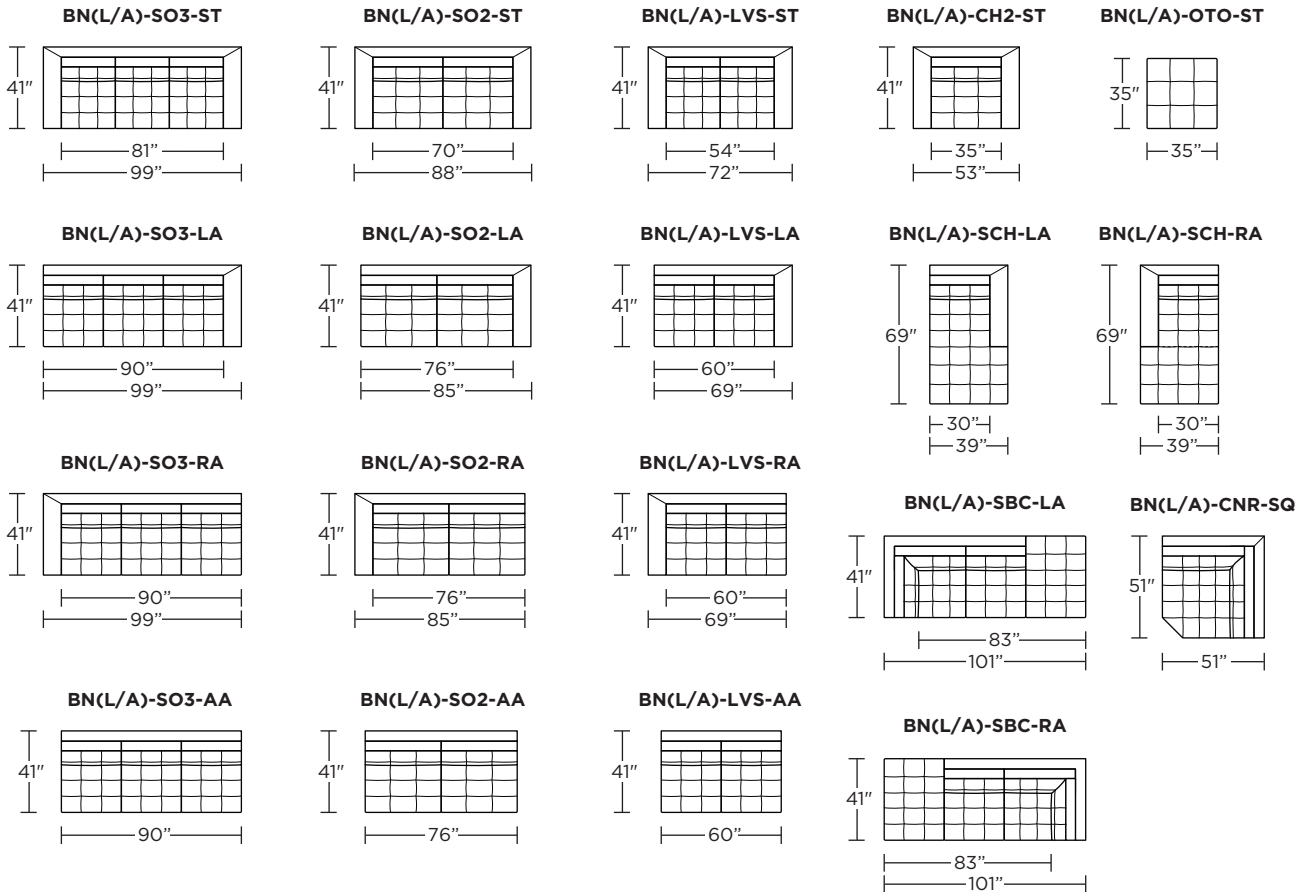 BN(L/A)-SO3-ST
41"
81”
99”
BN(L/A)-SO2-ST
41"
70”
88”
BN(L/A)-LVS-ST
41"
54”
72”
BN(L/A)-CH2-ST
41"
35”
53”
BN(L/A)-OTO-ST
35"
35”
BN(L/A)-SO3-LA
41"
90”
99”
BN(L/A)-SO2-LA
41"
76”
85”
BN(L/A)-LVS-LA
41"
60”
69”
BN(L/A)-SCH-LA
69"
30”
39”
BN(L/A)-SCH-RA
69"
30”
39”
BN(L/A)-SO3-RA
41"
90”
99”
BN(L/A)-SO2-RA
41"
76”
85”
BN(L/A)-LVS-RA
41"
60”
69”
BN(L/A)-SBC-LA
41"
83”
101”
BN(L/A)-CNR-SQ
51"
51”
BN(L/A)-SO3-AA
41"
90”
BN(L/A)-SO2-AA
41"
76”
BN(L/A)-LVS-AA
41"
60”
BN(L/A)-SBC-RA
41"
83”
101”